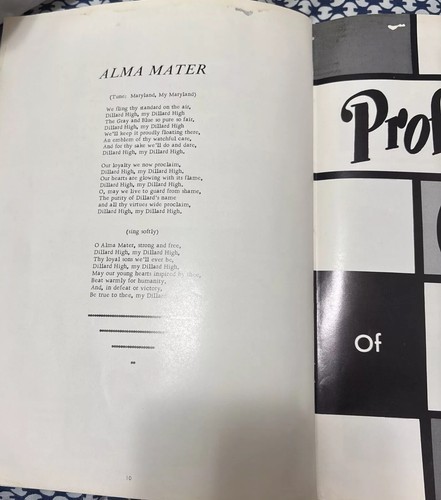 ALMA MATER
(Tune: Maryland, My Maryland)
We fling thy standard on the air,
Dillard High, my Dillard High
The Gray and Blue so pure so fair,
Dillard High, my Dillard High
We'll keep it proudly floating there,
An emblem of thy watchful care,
And for thy sake we'll do and dare,
Dillard High, my Dillard High.
Our loyalty we now proclaim,
Dillard High, my Dillard High,
Our hearts are glowing with its flame,
Dillard High, my Dillard High;
O, may we live to guard from shame,
The purity of Dillard's name
and all thy virtues wide proclaim,
Dillard High, my Dillard High.
(sing softly)
O Alma Mater, strong and free,
Dillard High, my Dillard High,
Thy loyal sons we'll ever be,
Dillard High, my Dillard High,
May our young hearts inspired by
Beat warmly for humanity,
And, in defeat or victory,
Be true to thee, my Dillard
10
Prof
Of